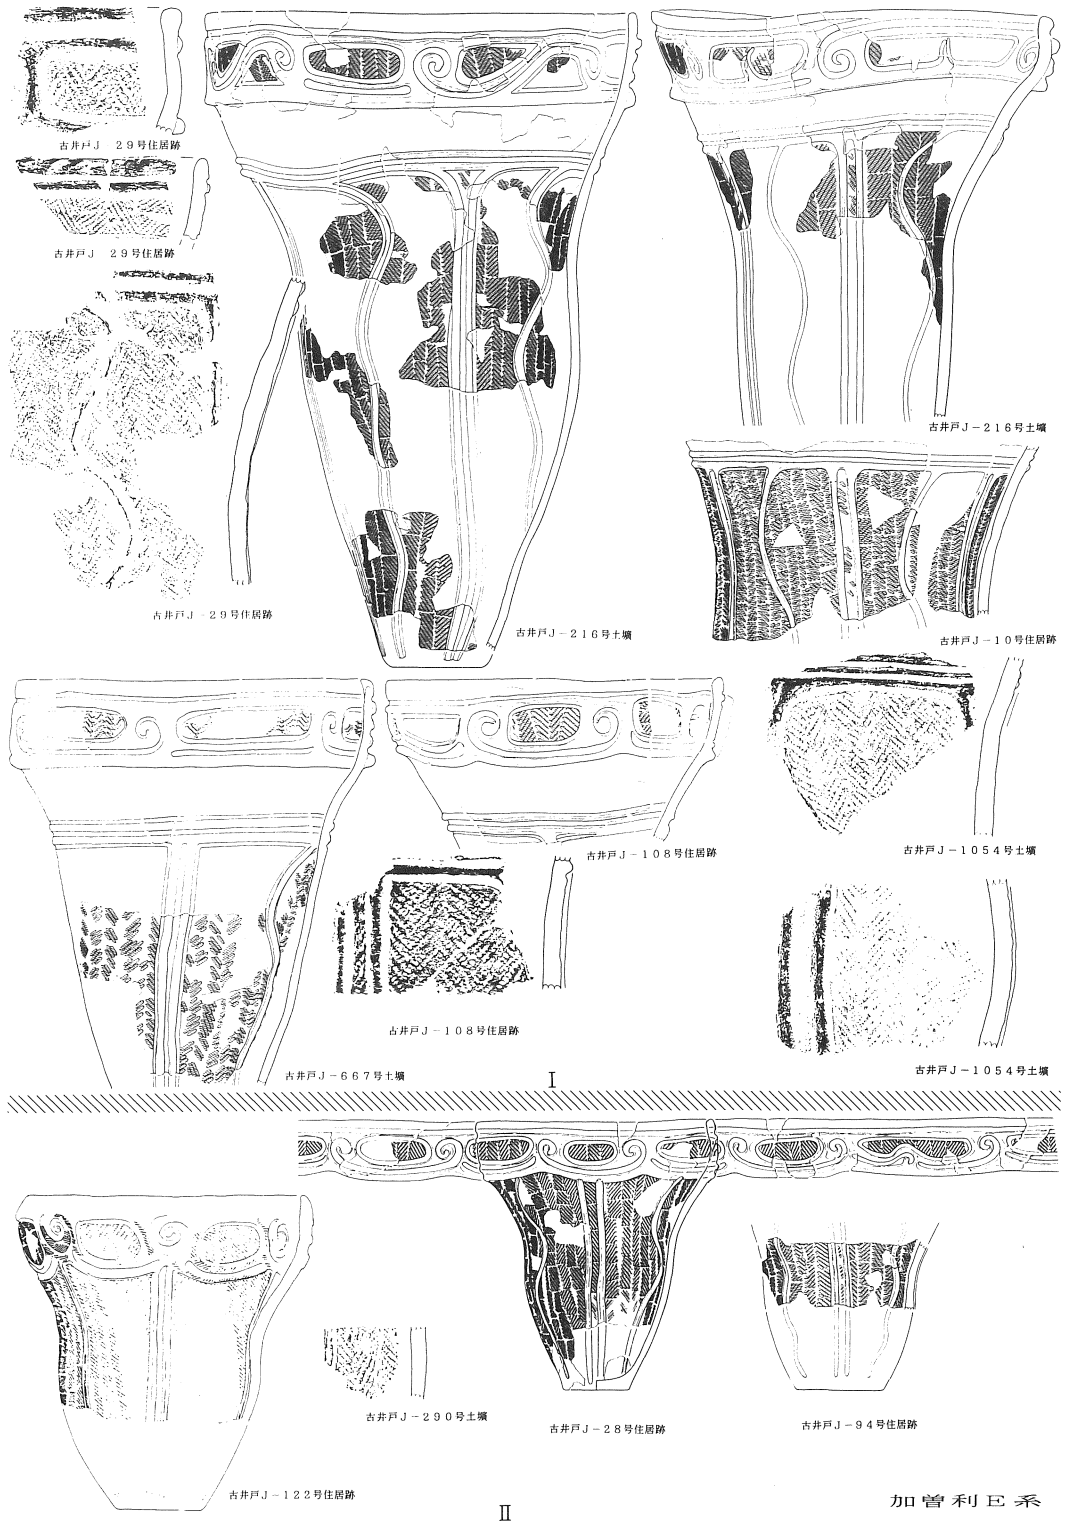 古井戸Ｊ　２９号住居跡
古井戸Ｊ　２９号住居跡
古井戸Ｊ－２９号住居跡
古井戸Ｊ－２１６号土壙
古井戸Ｊ－２１６号土壙
古井戸Ｊ－１０号住居跡
古井戸Ｊ－１０８号住居跡
古井戸Ｊ－１０５４号土壙
古井戸Ｊ－１０８号住居跡
古井戸Ｊ－６６７号土壙
古井戸Ｊ－１０５４号土壙
Ⅰ
古井戸Ｊ－２９０号土壙
古井戸Ｊ－２８号住居跡
古井戸Ｊ－９４号住居跡
古井戸Ｊ－１２２号住居跡
Ⅱ
加曽利Ｅ系